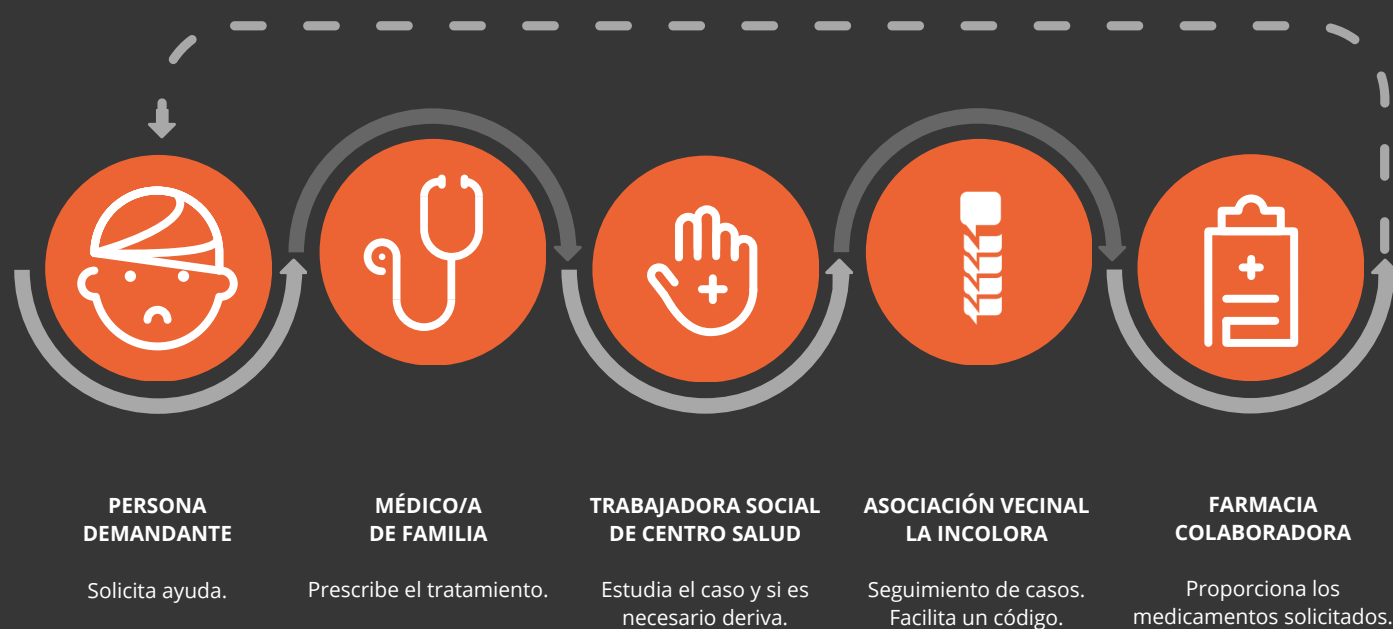 PERSONA
DEMANDANTE
Solicita ayuda.
MÉDICO/A
DE FAMILIA
Prescribe el tratamiento.
TRABAJADORA SOCIAL
DE CENTRO SALUD
Estudia el caso y si es
necesario deriva.
ASOCIACIÓN VECINAL
LA INCOLORA
Seguimiento de casos.
Facilita un código.
FARMACIA
COLABORADORA
Proporciona los
medicamentos solicitados.